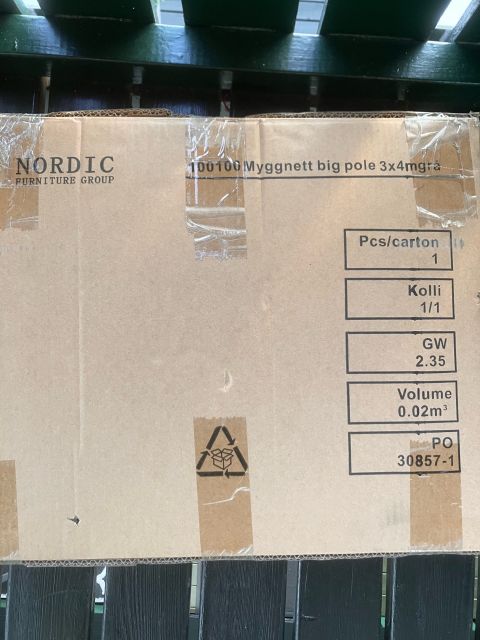 NORDIC
FURNITURE GROUP
100100 Myggnett big pole 3x4mgrå
Pcs/carton
1
Kolli
1/1
GW
2.35
Volume
0.02m³
PO
30857-1